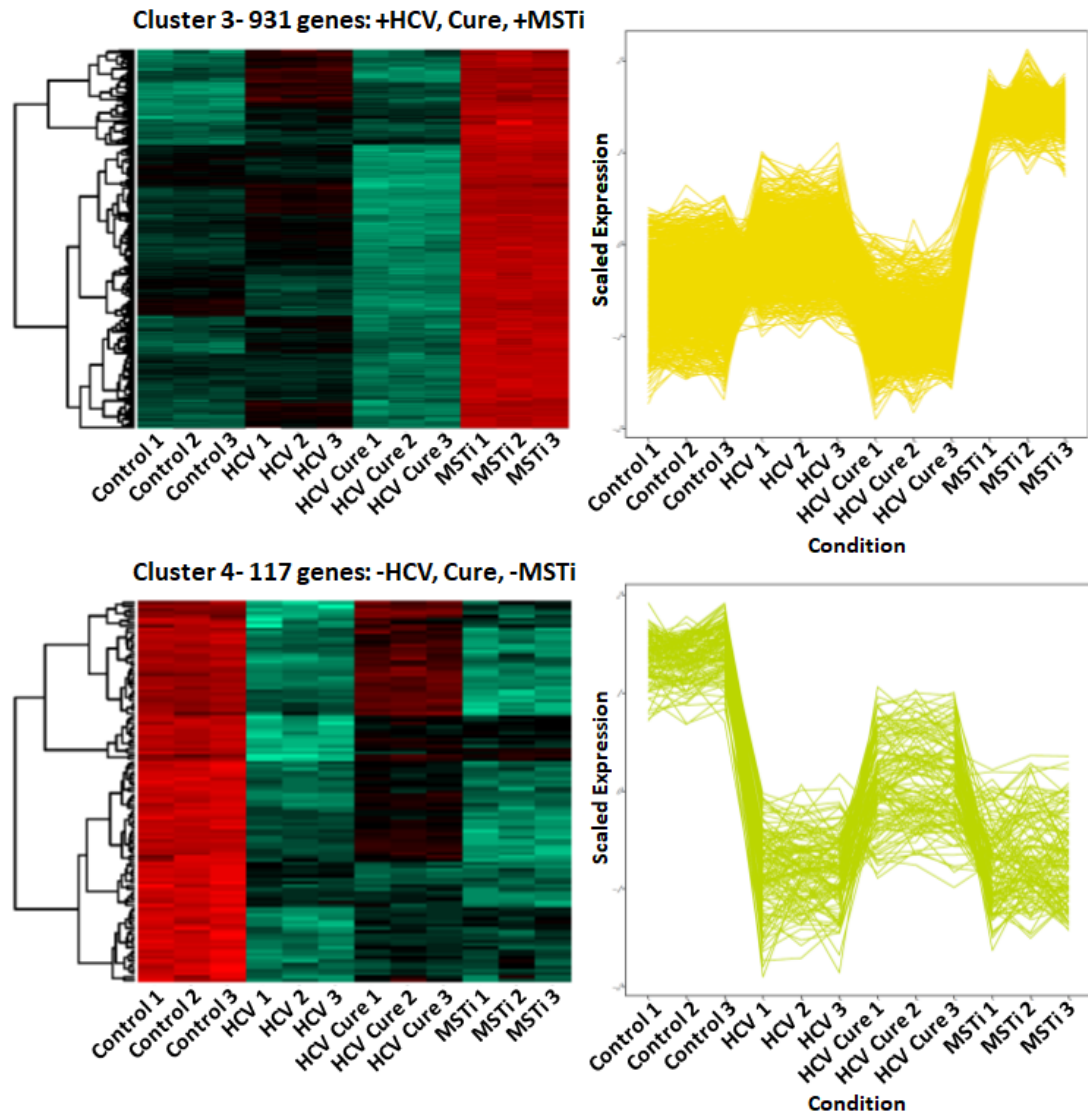 Cluster 3- 931 genes: +HCV, Cure, +MSTi
Control 1
Control 2
Control 3
HCV 1
HCV 2
HCV 3
HCV Cure 1
HCV Cure 2
HCV Cure 3
MSTi 1
MSTi 2
MSTi 3
Scaled Expression
Control 1
Control 2
Control 3
HCV 1
HCV 2
HCV 3
HCV Cure 1
HCV Cure 2
HCV Cure 3
MSTi 1
MSTi 2
MSTi 3
Condition
Cluster 4- 117 genes: -HCV, Cure, -MSTi
Control 1
Control 2
Control 3
HCV 1
HCV 2
HCV 3
HCV Cure 1
HCV Cure 2
HCV Cure 3
MSTi 1
MSTi 2
MSTi 3
Scaled Expression
Control 1
Control 2
Control 3
HCV 1
HCV 2
HCV 3
HCV Cure 1
HCV Cure 2
HCV Cure 3
MSTi 1
MSTi 2
MSTi 3
Condition